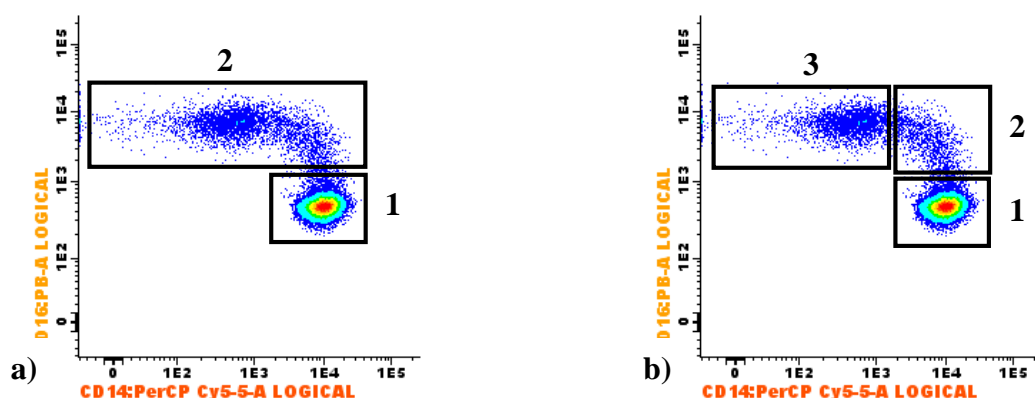 2
1E5
1E4
1E3
1E2
0
1
D16:PB-A LOGICAL
0 1E2 1E3 1E4 1E5
CD14:PerCP Cy5-5-A LOGICAL
a)
3
1E5
1E4
1E3
1E2
0
2
1
D16:PB-A LOGICAL
0 1E2 1E3 1E4 1E5
CD14:PerCP Cy5-5-A LOGICAL
b)